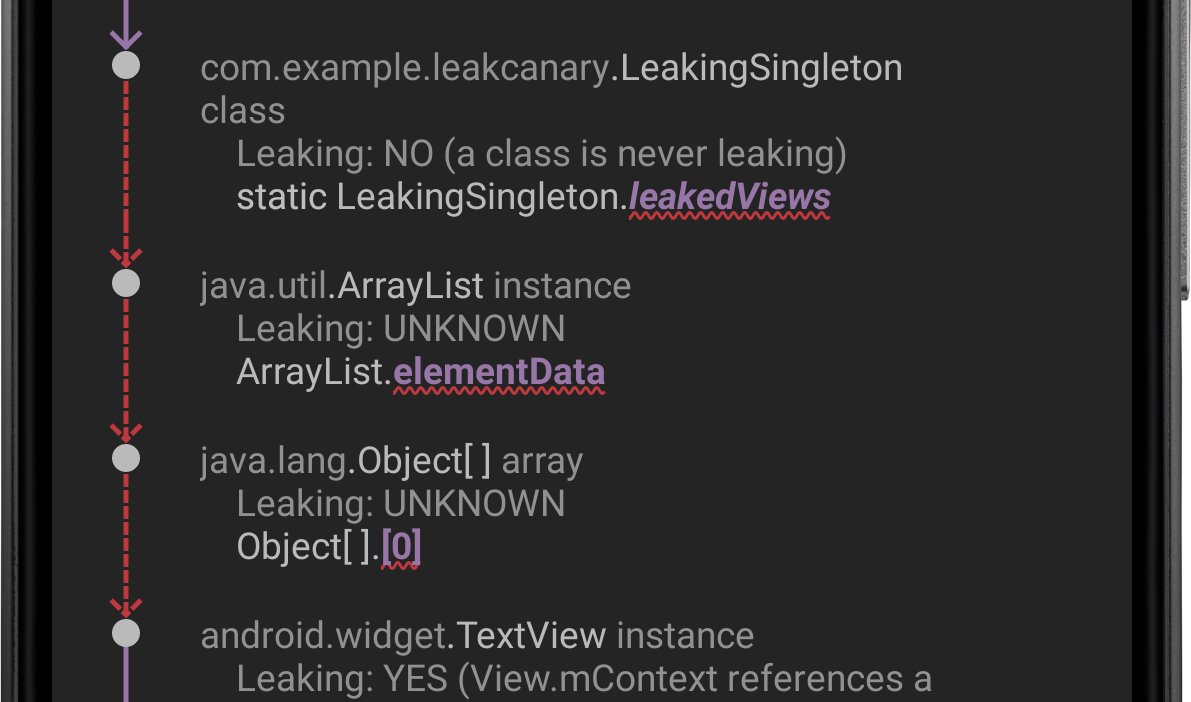 com.example.leakcanary.LeakingSingleton
class
Leaking: NO (a class is never leaking)
static LeakingSingleton.leakedViews
java.util.ArrayList instance
Leaking: UNKNOWN
ArrayList.elementData
java.lang.Object[] array
Leaking: UNKNOWN
Object[].[0]
android.widget.TextView instance
Leaking: YES (View.mContext references a